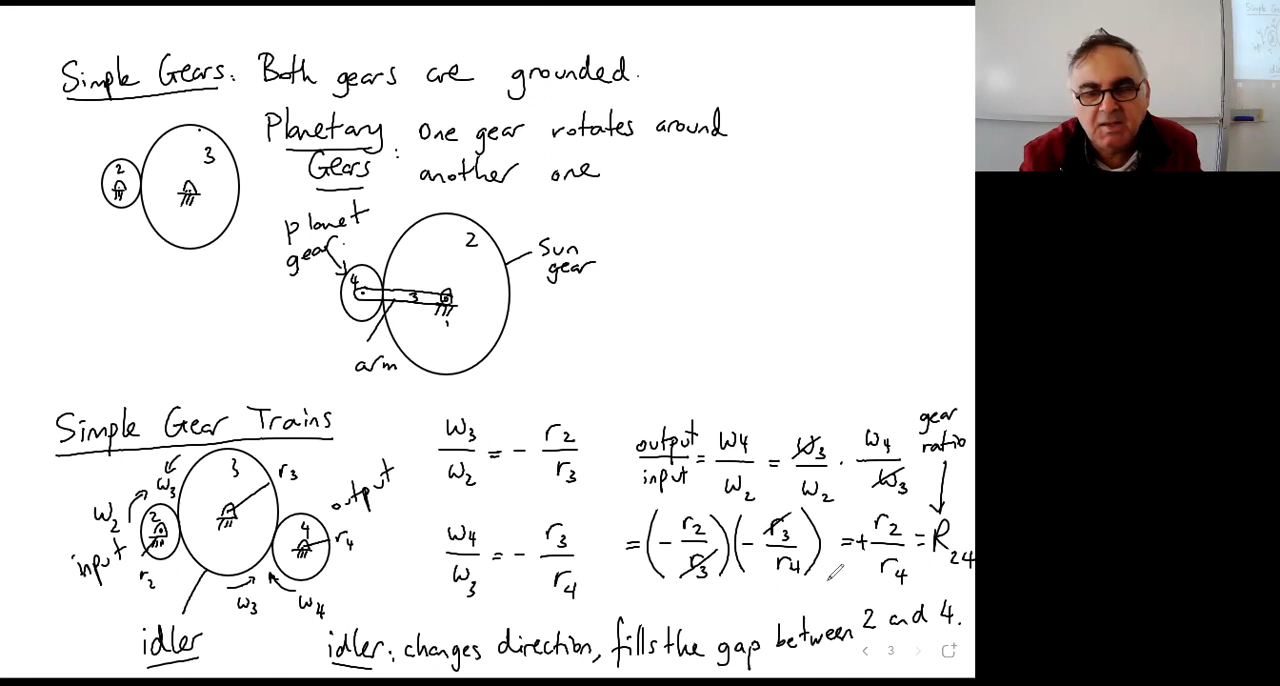 Simple Gears: Both gears are grounded.
Planetary Gears: One gear rotates around
another one
2
3
planet
gear
4
3
2
Sun
gear
1
arm
Simple Gear Trains
ω3
ω2
2
input
r2
3
r3
4
r4
output
ω3
ω4
idler
ω3/ω2 = - r2/r3
ω4/ω3 = - r3/r4
gear
ratio
output/input = ω4/ω2 = ω3/ω2 · ω4/ω3
= (- r2/r3)(- r3/r4) = + r2/r4 = R24
idler: changes direction, fills the gap between 2 and 4.
3